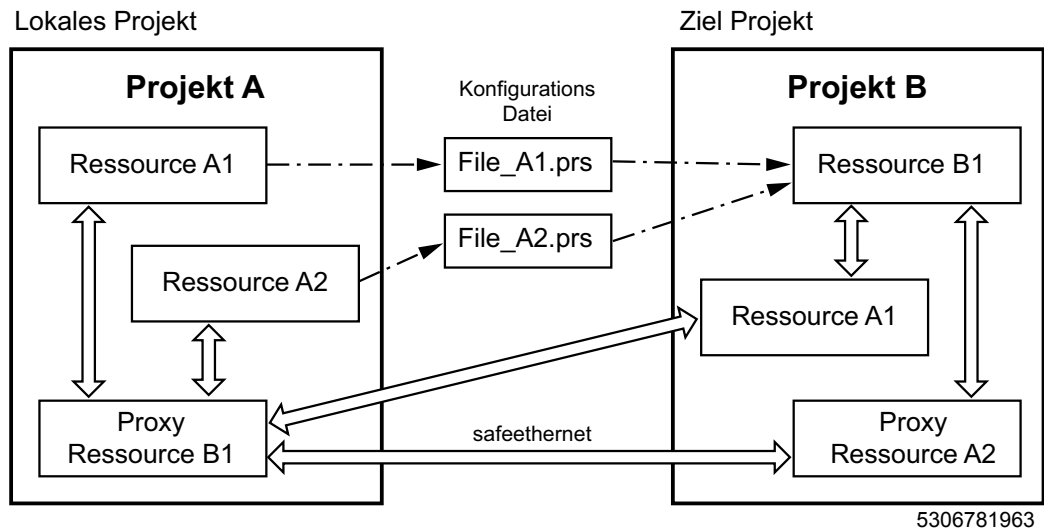 Lokales Projekt
Ziel Projekt
Projekt A
Konfigurations
Datei
Projekt B
Ressource A1
File_A1.prs
Ressource B1
File_A2.prs
Ressource A2
Ressource A1
Proxy
Ressource B1
safeethernet
Proxy
Ressource A2
5306781963